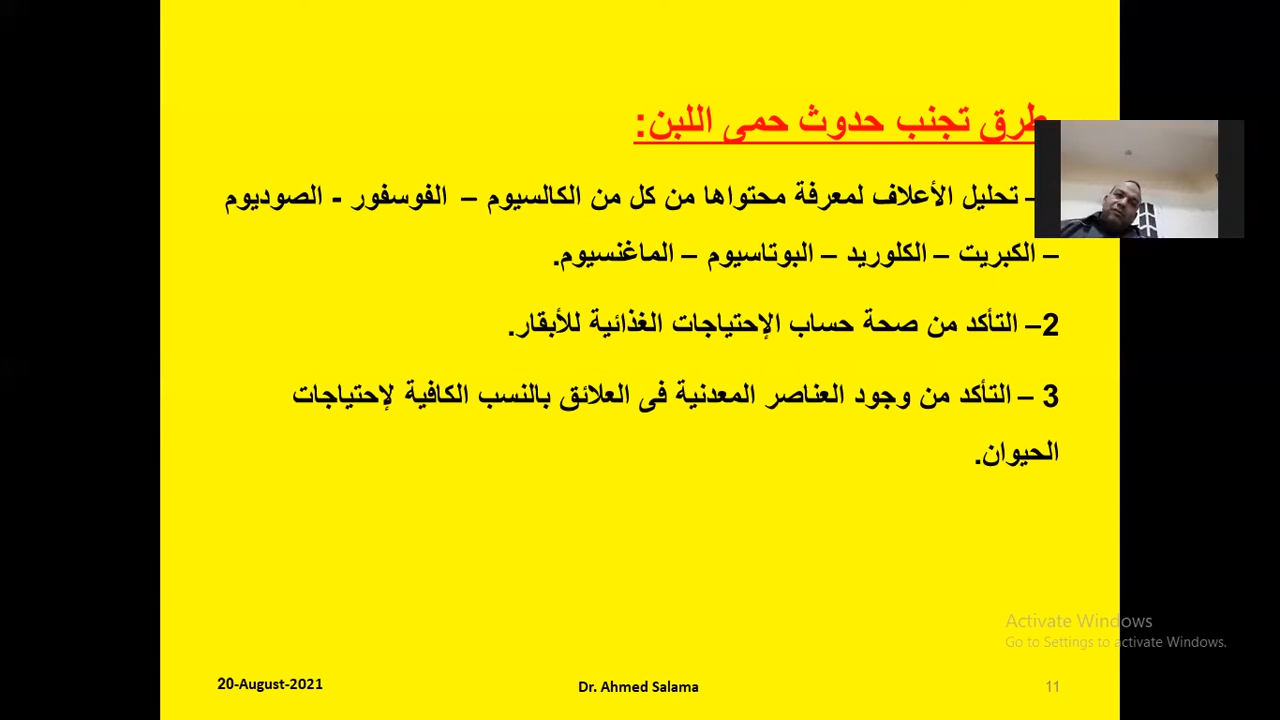 طرق تجنب حدوث حمى اللبن:
– تحليل الأعلاف لمعرفة محتواها من كل من الكالسيوم – الفوسفور - الصوديوم
– الكبريت – الكلوريد – البوتاسيوم – الماغنسيوم.
2– التأكد من صحة حساب الإحتياجات الغذائية للأبقار.
3 – التأكد من وجود العناصر المعدنية فى العلائق بالنسب الكافية لإحتياجات
الحيوان.
Activate Windows
Go to Settings to activate Windows.
20-August-2021
Dr. Ahmed Salama
11